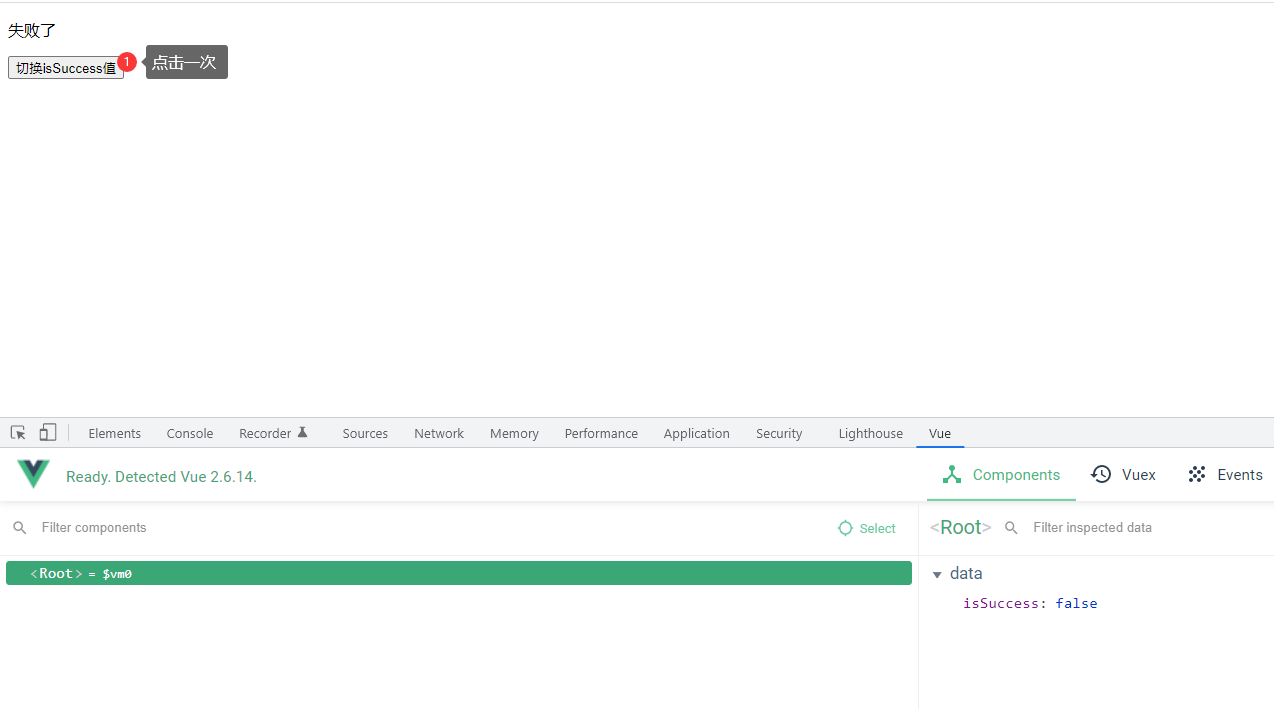 失败了
切换isSuccess值 1 点击一次
Elements Console Recorder Sources Network Memory Performance Application Security Lighthouse Vue
Ready. Detected Vue 2.6.14. Components Vuex Events
Filter components Select <Root> Filter inspected data
<Root> = $vm0 data
isSuccess: false